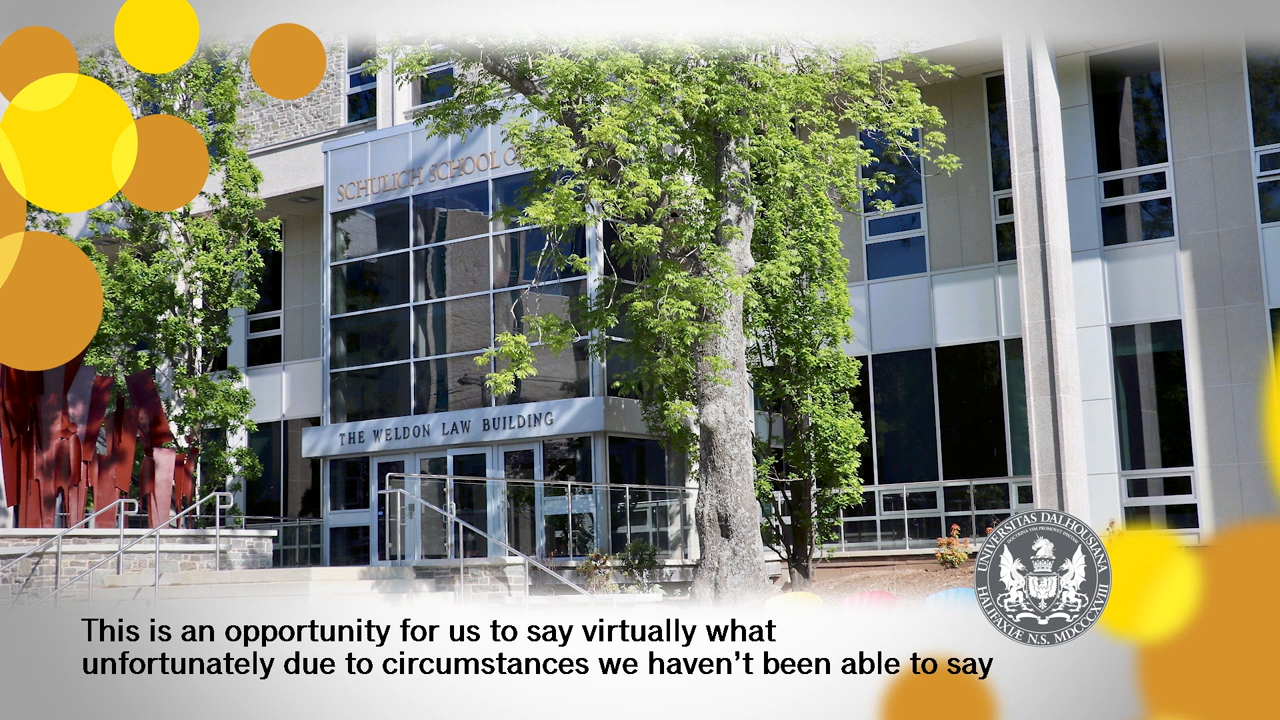 SCHULICH SCHOOL O
THE WELDON LAW BUILDING
UNIVERSITAS DALHOUSIANA
HALIFAXIÆ N.S. MDCCCXVIII
This is an opportunity for us to say virtually what
unfortunately due to circumstances we haven't been able to say